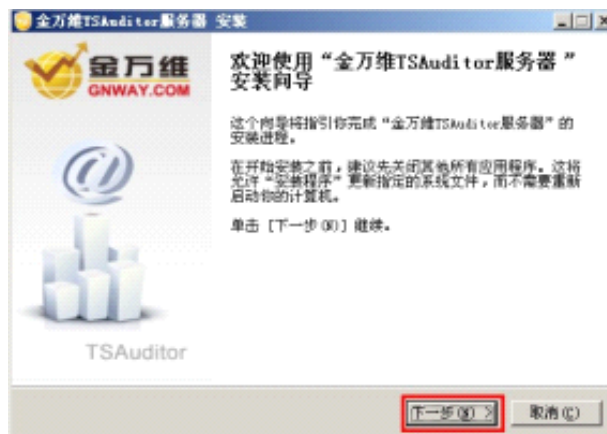 金万维TSAuditor服务器 安装
金万维
GNWAY.COM
欢迎使用“金万维TSAuditor服务器 ”
安装向导
这个向导将指引你完成“金万维TSAuditor服务器”的
安装进程。
在开始安装之前，建议先关闭其他所有应用程序。这将
允许“安装程序”更新指定的系统文件，而不需要重新
启动你的计算机。
单击 [下一步(N)] 继续。
TSAuditor
下一步(N) >
取消(C)